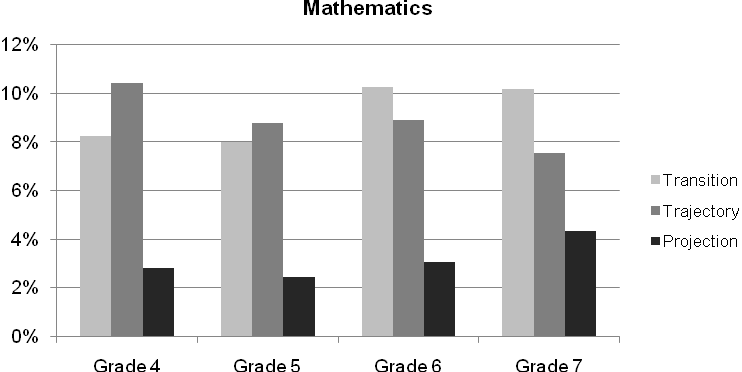 Mathematics
12%
10%
8%
6%
4%
2%
0%
Grade 4
Grade 5
Grade 6
Grade 7
Transition
Trajectory
Projection